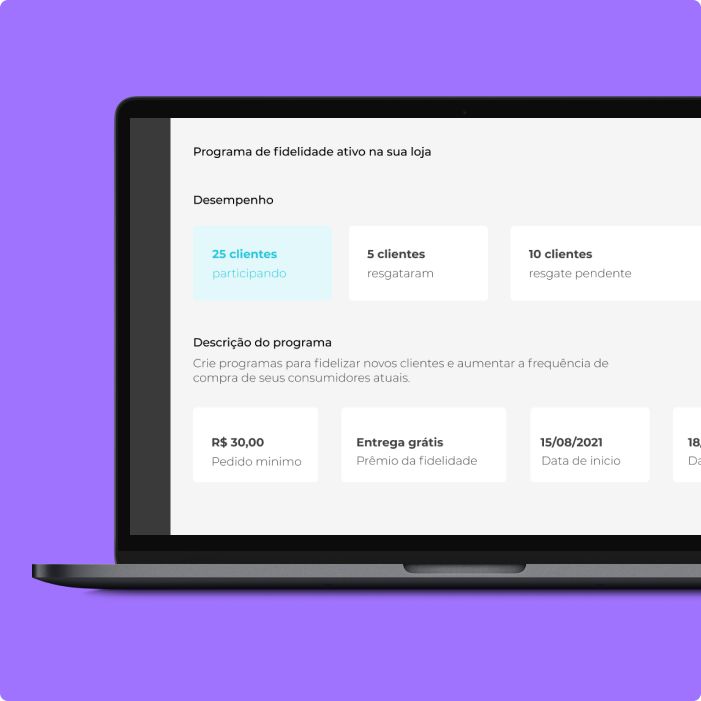 Programa de fidelidade ativo na sua loja
Desempenho
25 clientes
participando
5 clientes
resgataram
10 clientes
resgate pendente
Descrição do programa
Crie programas para fidelizar novos clientes e aumentar a frequência de
compra de seus consumidores atuais.
R$ 30,00
Pedido minimo
Entrega grátis
Prêmio da fidelidade
15/08/2021
Data de inicio
18
Da